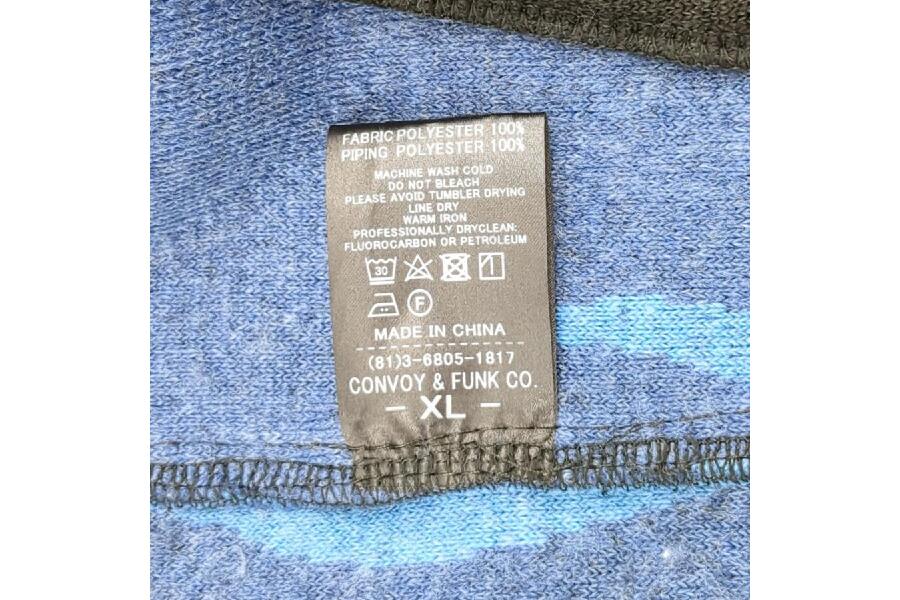 FABRIC POLYESTER 100%
PIPING POLYESTER 100%
MACHINE WASH COLD
DO NOT BLEACH
PLEASE AVOID TUMBLER DRYING
LINE DRY
WARM IRON
PROFESSIONALLY DRYCLEAN:
FLUOROCARBON OR PETROLEUM
30
F
MADE IN CHINA
(81)3-6805-1817
CONVOY & FUNK CO.
- XL -